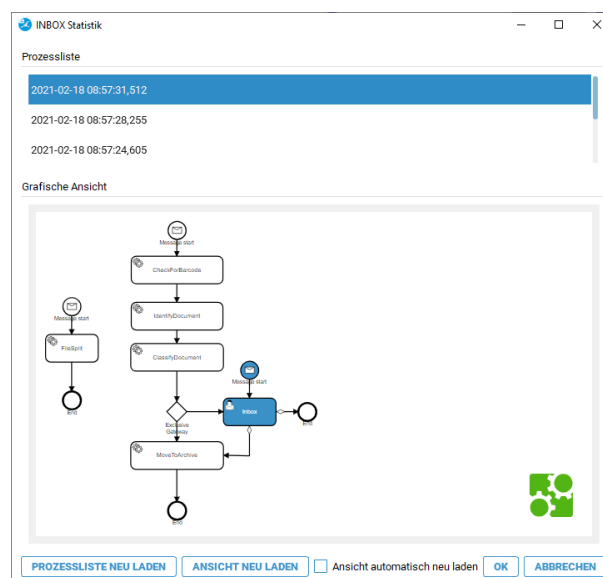 INBOX Statistik
Prozessliste
2021-02-18 08:57:31,512
2021-02-18 08:57:28,255
2021-02-18 08:57:24,605
Grafische Ansicht
Message start
CheckForBarcode
IdentifyDocument
Message start
FileSplit
ClassifyDocument
Message start
End
Inbox
Exclusive
Gateway
End
MoveToArchive
End
PROZESSLISTE NEU LADEN
ANSICHT NEU LADEN
Ansicht automatisch neu laden
OK
ABBRECHEN